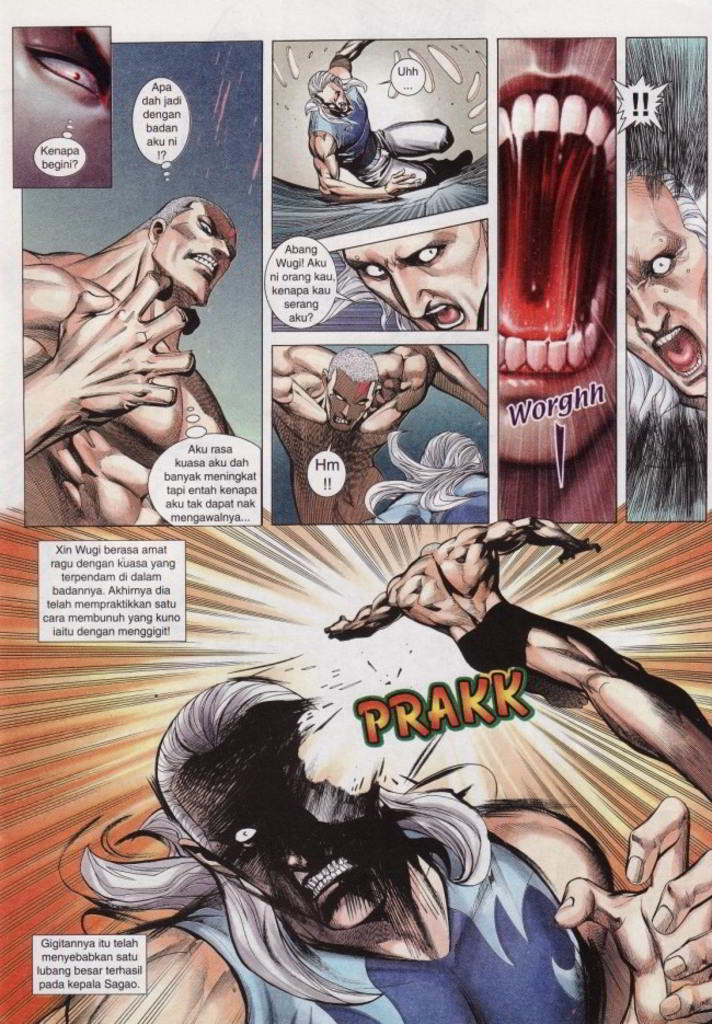 Kenapa
begini?
Apa
dah jadi
dengan
badan
aku ni
!?
Aku rasa
kuasa aku dah
banyak meningkat
tapi entah kenapa
aku tak dapat nak
mengawalnya...
Uhh
...
Abang
Wugi! Aku
ni orang kau,
kenapa kau
serang
aku?
Hm
!!
Worghh
!
!!
Xin Wugi berasa amat
ragu dengan kuasa yang
terpendam di dalam
badannya. Akhirnya dia
telah mempraktikkan satu
cara membunuh yang kuno
iaitu dengan menggigit!
PRAKK
Gigitannya itu telah
menyebabkan satu
lubang besar terhasil
pada kepala Sagao.